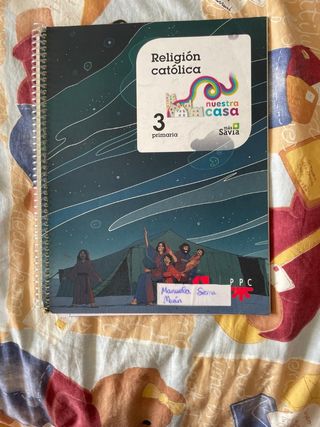 Religión
católica
nuestra
casa
3
primaria
más
Savia
PPC
Manuela Serna
Marín